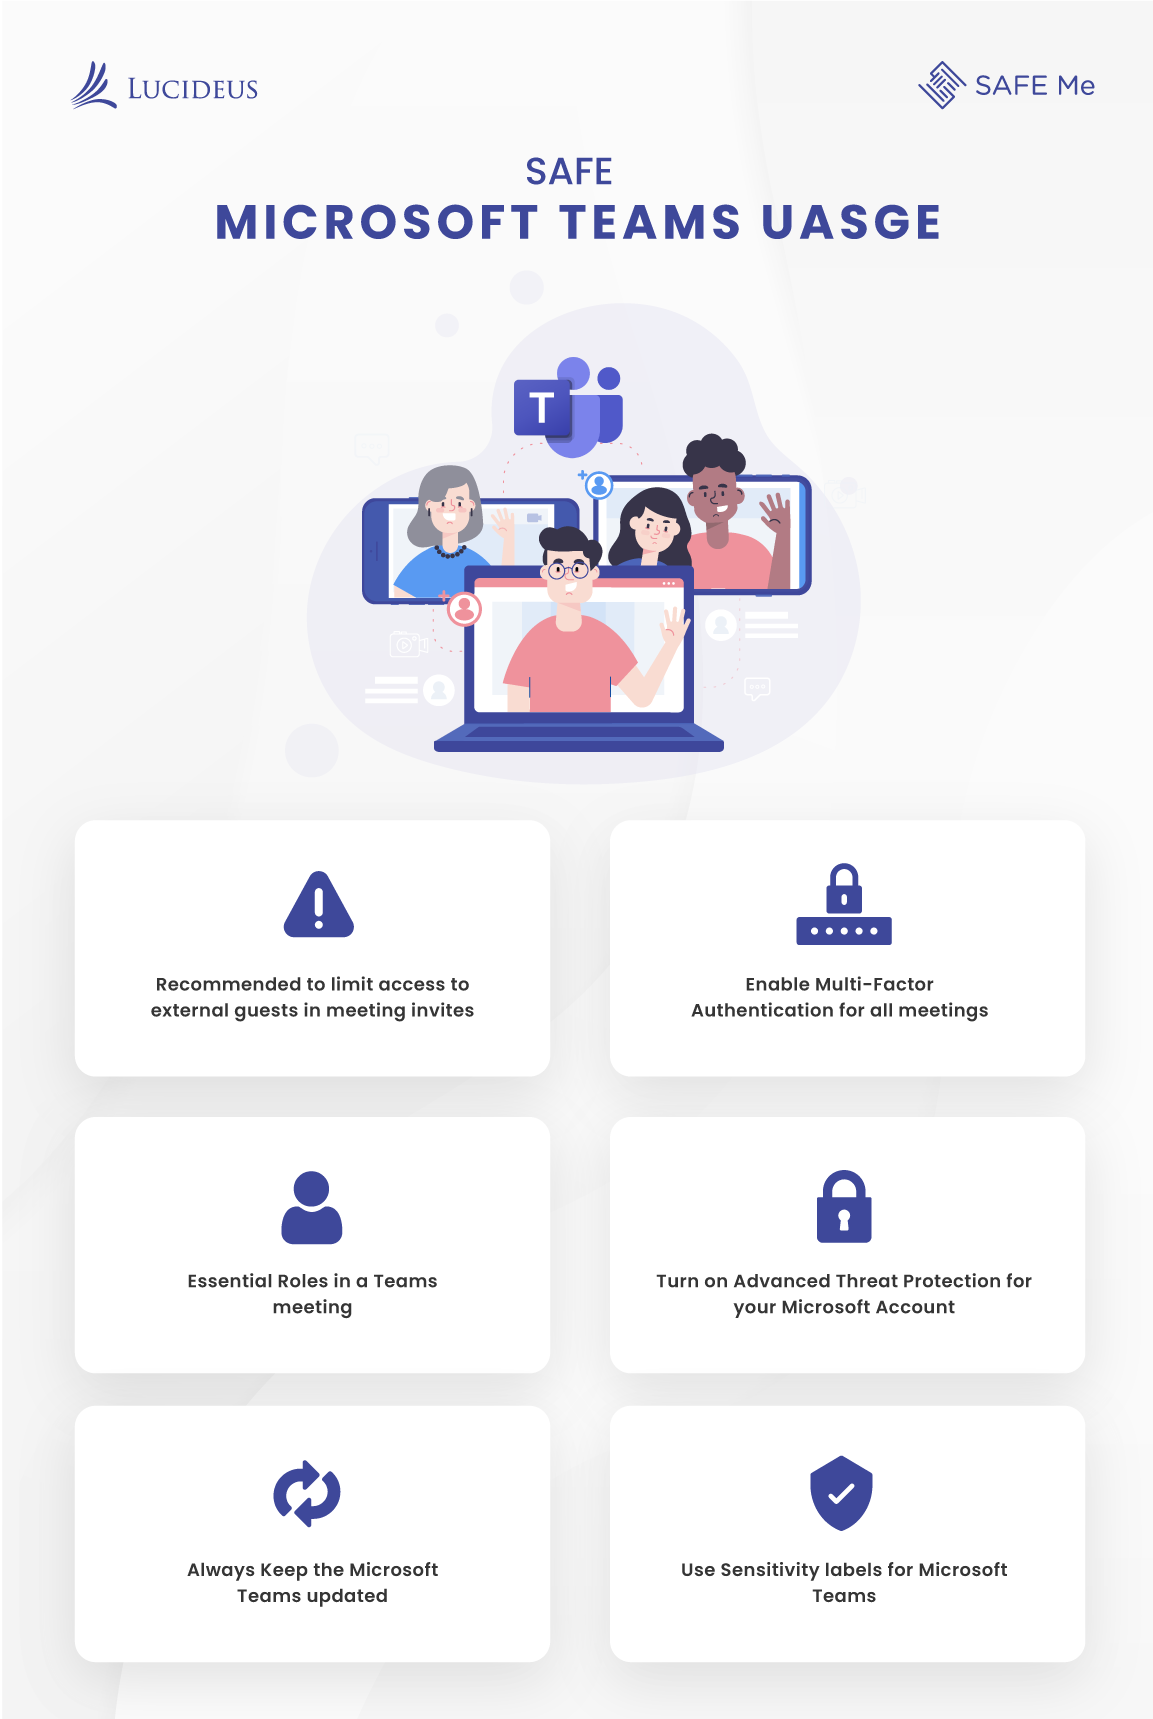 LUCIDEUS
SAFE Me
SAFE
MICROSOFT TEAMS UASGE
T
Recommended to limit access to
external guests in meeting invites
Enable Multi-Factor
Authentication for all meetings
Essential Roles in a Teams
meeting
Turn on Advanced Threat Protection for
your Microsoft Account
Always Keep the Microsoft
Teams updated
Use Sensitivity labels for Microsoft
Teams